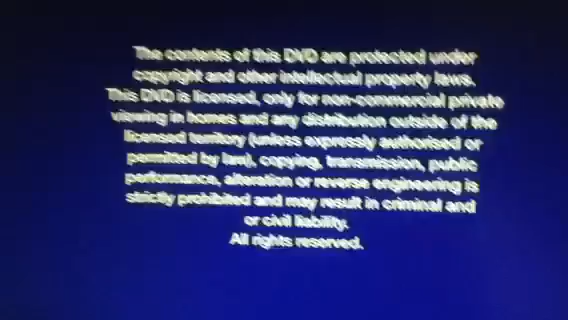 The contents of this DVD are protected under
copyright and other intellectual property laws.
This DVD is licensed, only for non-commercial private
viewing in homes and any distribution outside of the
licensed territory (unless expressly authorised or
permitted by law), copying, transmission, public
performance, alteration or reverse engineering is
strictly prohibited and may result in criminal and
or civil liability.
All rights reserved.